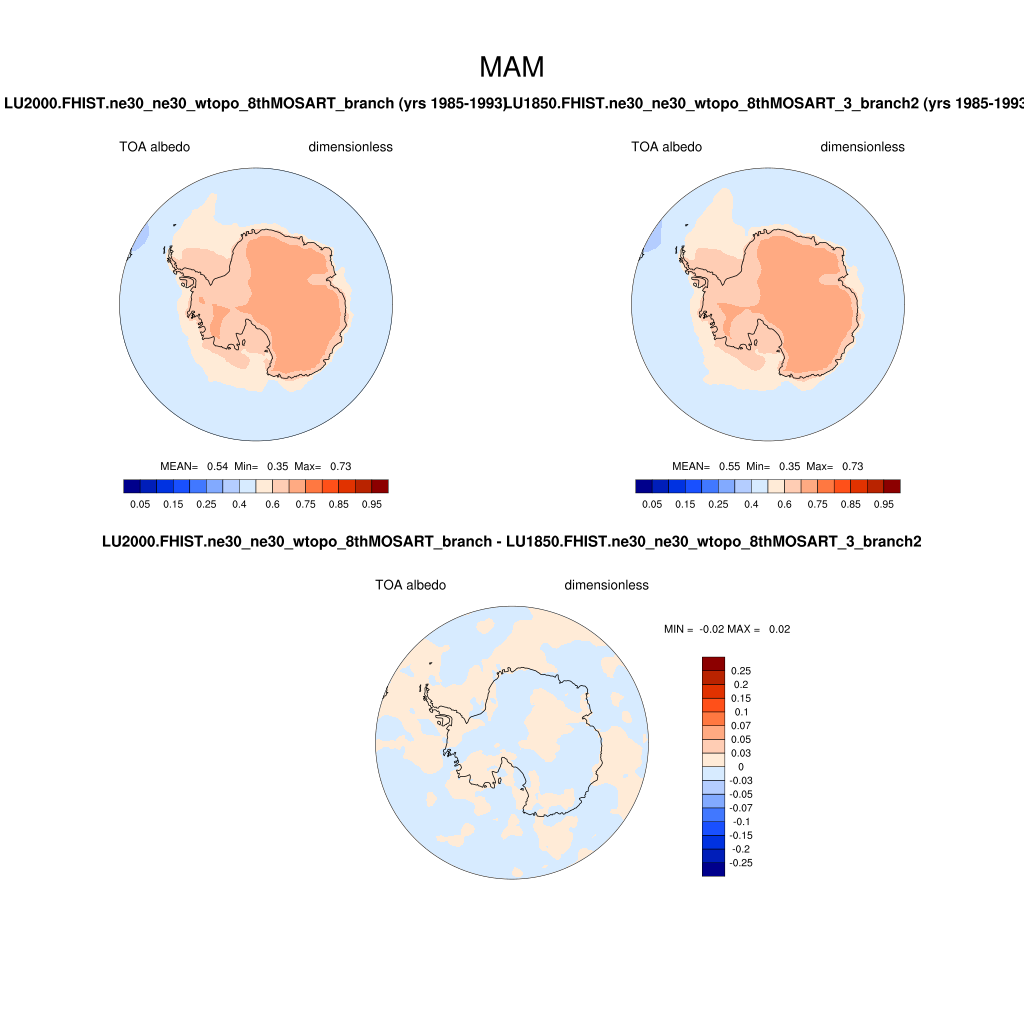 MAM
LU2000.FHIST.ne30_ne30_wtopo_8thMOSART_branch (yrs 1985-1993)
LU1850.FHIST.ne30_ne30_wtopo_8thMOSART_3_branch2 (yrs 1985-1993
TOA albedo dimensionless
TOA albedo dimensionless
MEAN= 0.54 Min= 0.35 Max= 0.73
MEAN= 0.55 Min= 0.35 Max= 0.73
0.05 0.15 0.25 0.4 0.6 0.75 0.85 0.95
0.05 0.15 0.25 0.4 0.6 0.75 0.85 0.95
LU2000.FHIST.ne30_ne30_wtopo_8thMOSART_branch - LU1850.FHIST.ne30_ne30_wtopo_8thMOSART_3_branch2
TOA albedo dimensionless
MIN = -0.02 MAX = 0.02
0.25
0.2
0.15
0.1
0.07
0.05
0.03
0
-0.03
-0.05
-0.07
-0.1
-0.15
-0.2
-0.25